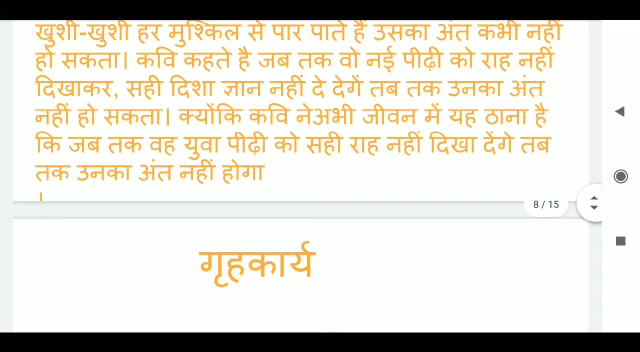 खुशी-खुशी हर मुश्किल से पार पाते हैं उसका अंत कभी नहीं
हो सकता। कवि कहते है जब तक वो नई पीढ़ी को राह नहीं
दिखाकर, सही दिशा ज्ञान नहीं दे देगें तब तक उनका अंत
नहीं हो सकता। क्योंकि कवि नेअभी जीवन में यह ठाना है
कि जब तक वह युवा पीढ़ी को सही राह नहीं दिखा देंगे तब
तक उनका अंत नहीं होगा
।
8 / 15
गृहकार्य